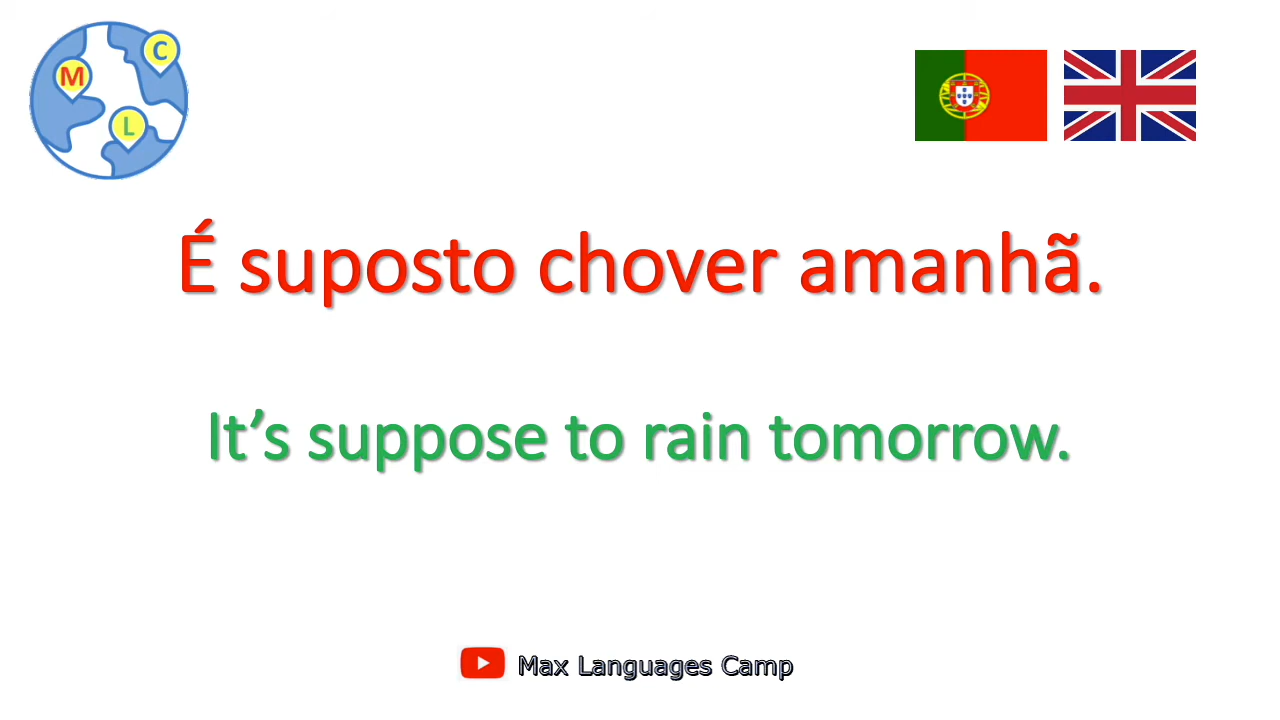 C
M
L
É suposto chover amanhã.
It’s suppose to rain tomorrow.
Max Languages Camp